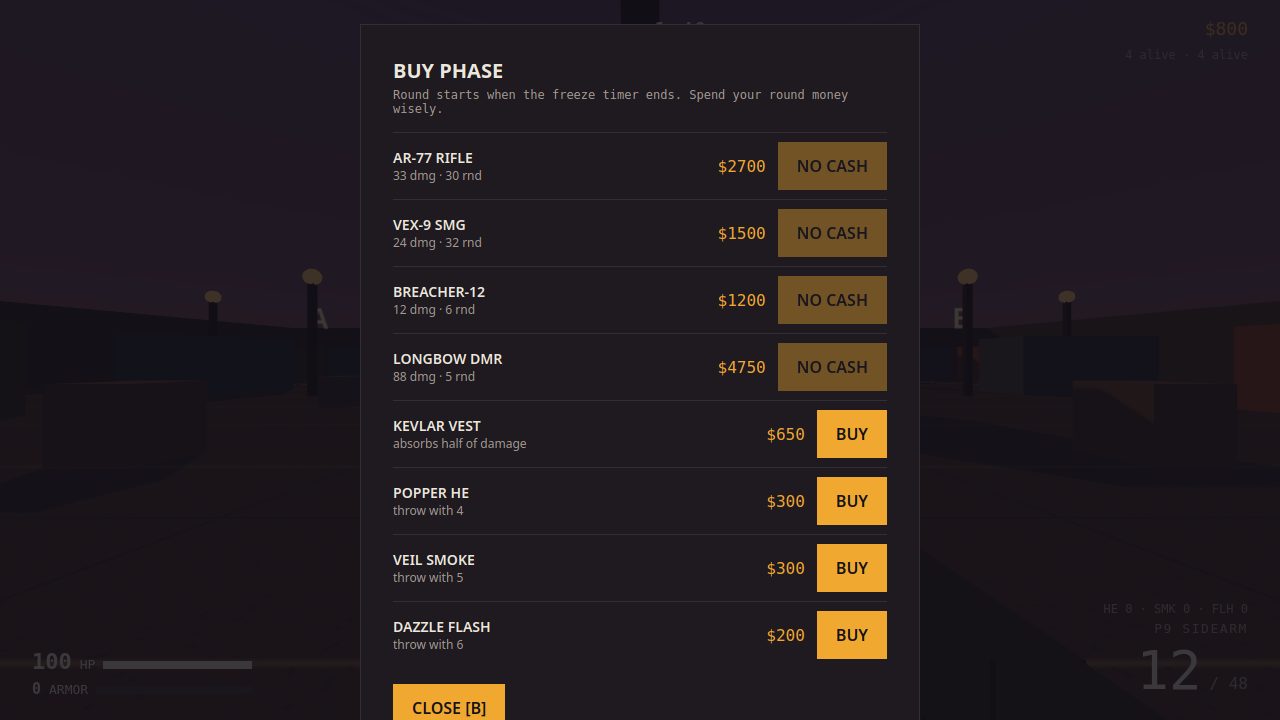 $800
4 alive · 4 alive
BUY PHASE
Round starts when the freeze timer ends. Spend your round money
wisely.
AR-77 RIFLE
33 dmg · 30 rnd
$2700
NO CASH
VEX-9 SMG
24 dmg · 32 rnd
$1500
NO CASH
BREACHER-12
12 dmg · 6 rnd
$1200
NO CASH
LONGBOW DMR
88 dmg · 5 rnd
$4750
NO CASH
KEVLAR VEST
absorbs half of damage
$650
BUY
POPPER HE
throw with 4
$300
BUY
VEIL SMOKE
throw with 5
$300
BUY
DAZZLE FLASH
throw with 6
$200
BUY
CLOSE [B]
A
100 HP
0 ARMOR
HE 0 · SMK 0 · FLH 0
P9 SIDEARM
12 / 48